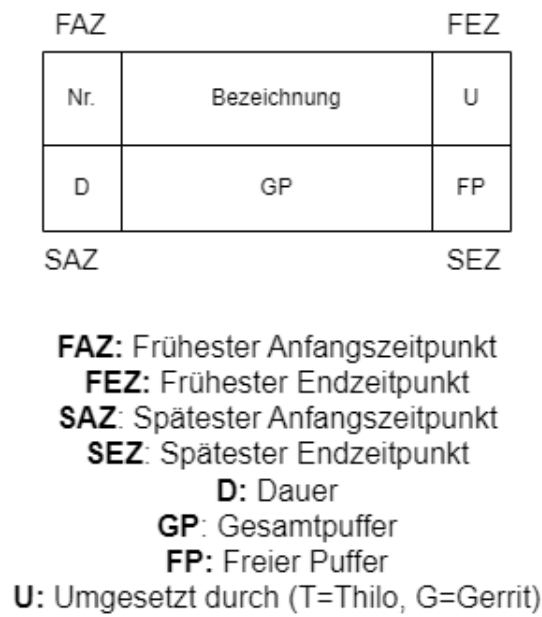 FAZ FEZ
Nr. Bezeichnung U
D GP FP
SAZ SEZ
FAZ: Frühester Anfangszeitpunkt
FEZ: Frühester Endzeitpunkt
SAZ: Spätester Anfangszeitpunkt
SEZ: Spätester Endzeitpunkt
D: Dauer
GP: Gesamtpuffer
FP: Freier Puffer
U: Umgesetzt durch (T=Thilo, G=Gerrit)